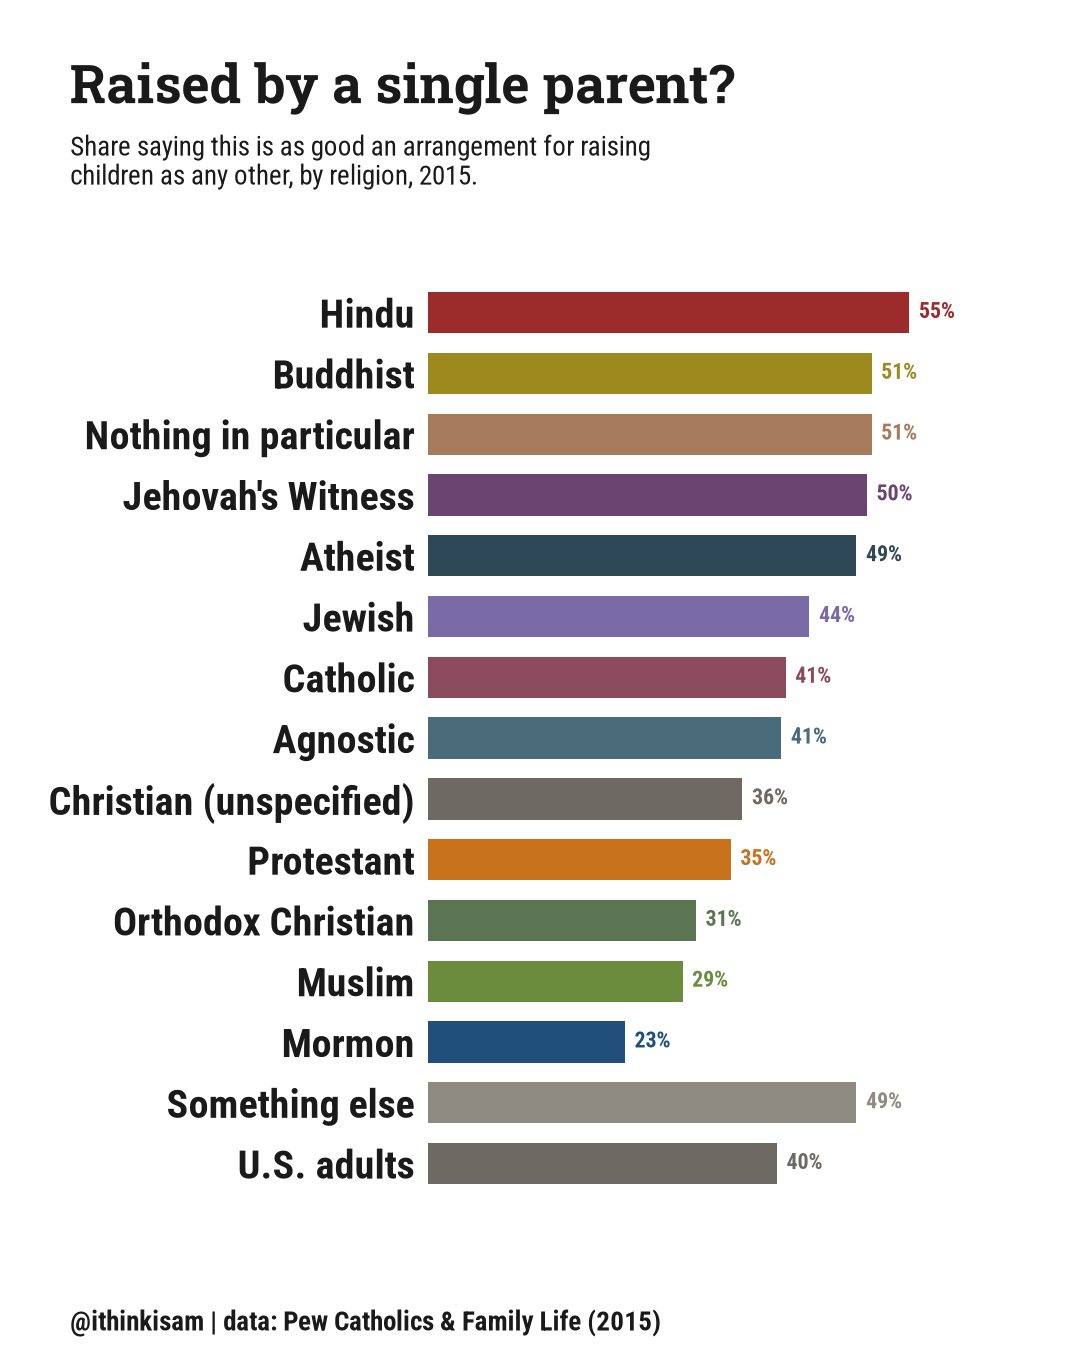 Raised by a single parent?
Share saying this is as good an arrangement for raising
children as any other, by religion, 2015.
Hindu 55%
Buddhist 51%
Nothing in particular 51%
Jehovah's Witness 50%
Atheist 49%
Jewish 44%
Catholic 41%
Agnostic 41%
Christian (unspecified) 36%
Protestant 35%
Orthodox Christian 31%
Muslim 29%
Mormon 23%
Something else 49%
U.S. adults 40%
@ithinkisam | data: Pew Catholics & Family Life (2015)